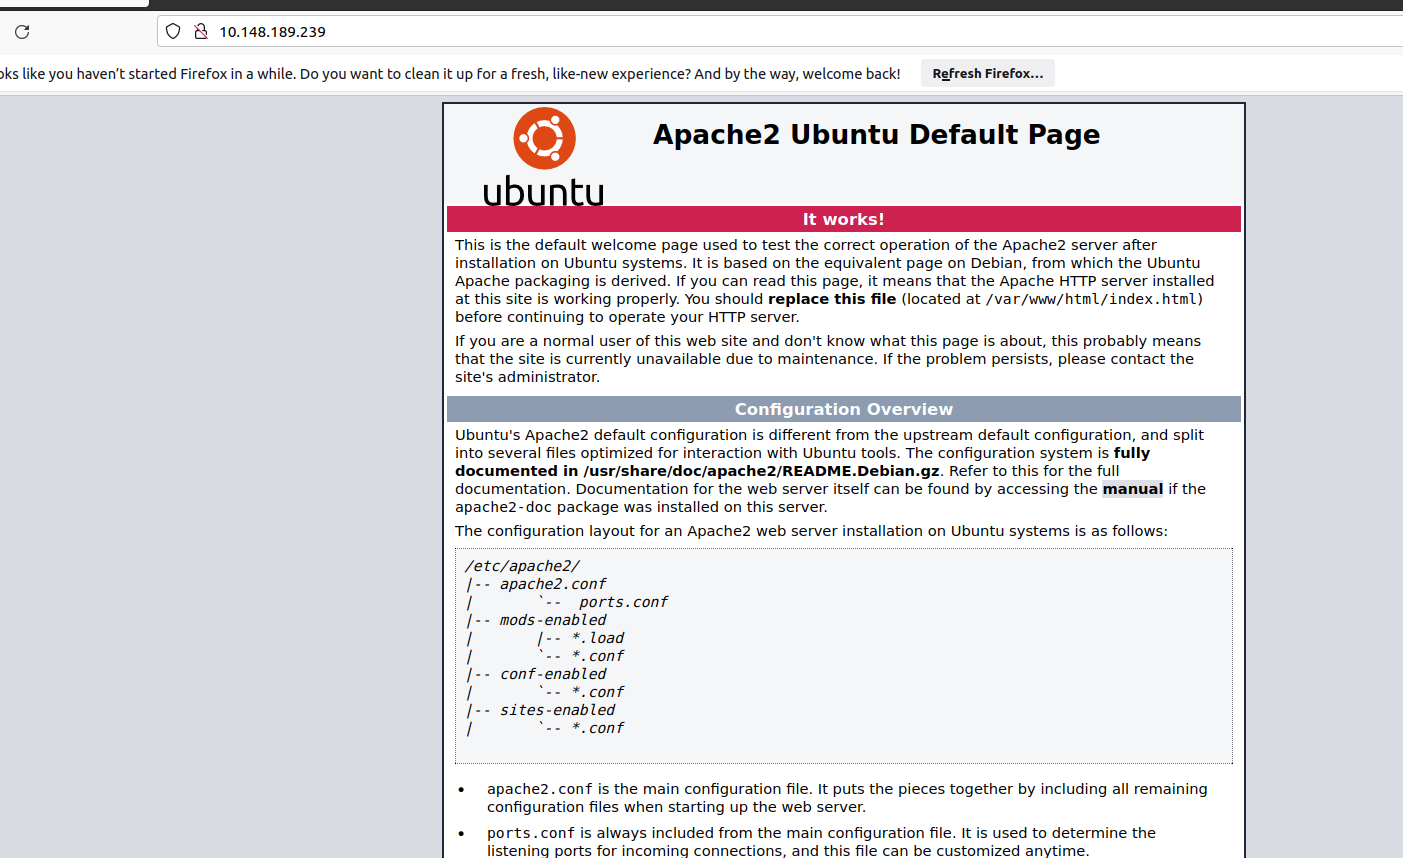 10.148.189.239
oks like you haven’t started Firefox in a while. Do you want to clean it up for a fresh, like-new experience? And by the way, welcome back!
Refresh Firefox...
ubuntu
Apache2 Ubuntu Default Page
It works!
This is the default welcome page used to test the correct operation of the Apache2 server after
installation on Ubuntu systems. It is based on the equivalent page on Debian, from which the Ubuntu
Apache packaging is derived. If you can read this page, it means that the Apache HTTP server installed
at this site is working properly. You should replace this file (located at /var/www/html/index.html)
before continuing to operate your HTTP server.
If you are a normal user of this web site and don't know what this page is about, this probably means
that the site is currently unavailable due to maintenance. If the problem persists, please contact the
site's administrator.
Configuration Overview
Ubuntu's Apache2 default configuration is different from the upstream default configuration, and split
into several files optimized for interaction with Ubuntu tools. The configuration system is fully
documented in /usr/share/doc/apache2/README.Debian.gz. Refer to this for the full
documentation. Documentation for the web server itself can be found by accessing the manual if the
apache2-doc package was installed on this server.
The configuration layout for an Apache2 web server installation on Ubuntu systems is as follows:
/etc/apache2/
|-- apache2.conf
|       `--  ports.conf
|-- mods-enabled
|       |-- *.load
|       `-- *.conf
|-- conf-enabled
|       `-- *.conf
|-- sites-enabled
|       `-- *.conf
• apache2.conf is the main configuration file. It puts the pieces together by including all remaining
configuration files when starting up the web server.
• ports.conf is always included from the main configuration file. It is used to determine the
listening ports for incoming connections, and this file can be customized anytime.